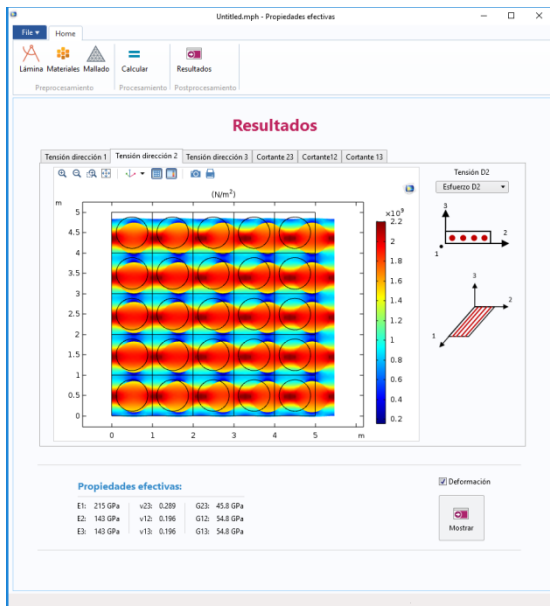 Untitled.mph - Propiedades efectivas
File Home
Lámina Materiales Mallado Calcular Resultados
Preprocesamiento Procesamiento Postprocesamiento
Resultados
Tensión dirección 1 Tensión dirección 2 Tensión dirección 3 Cortante 23 Cortante12 Cortante 13
Tensión D2
Esfuerzo D2
(N/m²)
m
×10⁹
5
4.5
4
3.5
3
2.5
2
1.5
1
0.5
0
0 1 2 3 4 5 m
2.2
2
1.8
1.6
1.4
1.2
1
0.8
0.6
0.4
0.2
3
2
1
3
2
1
Propiedades efectivas:
E1: 215 GPa v23: 0.289 G23: 45.8 GPa
E2: 143 GPa v12: 0.196 G12: 54.8 GPa
E3: 143 GPa v13: 0.196 G13: 54.8 GPa
Deformación
Mostrar